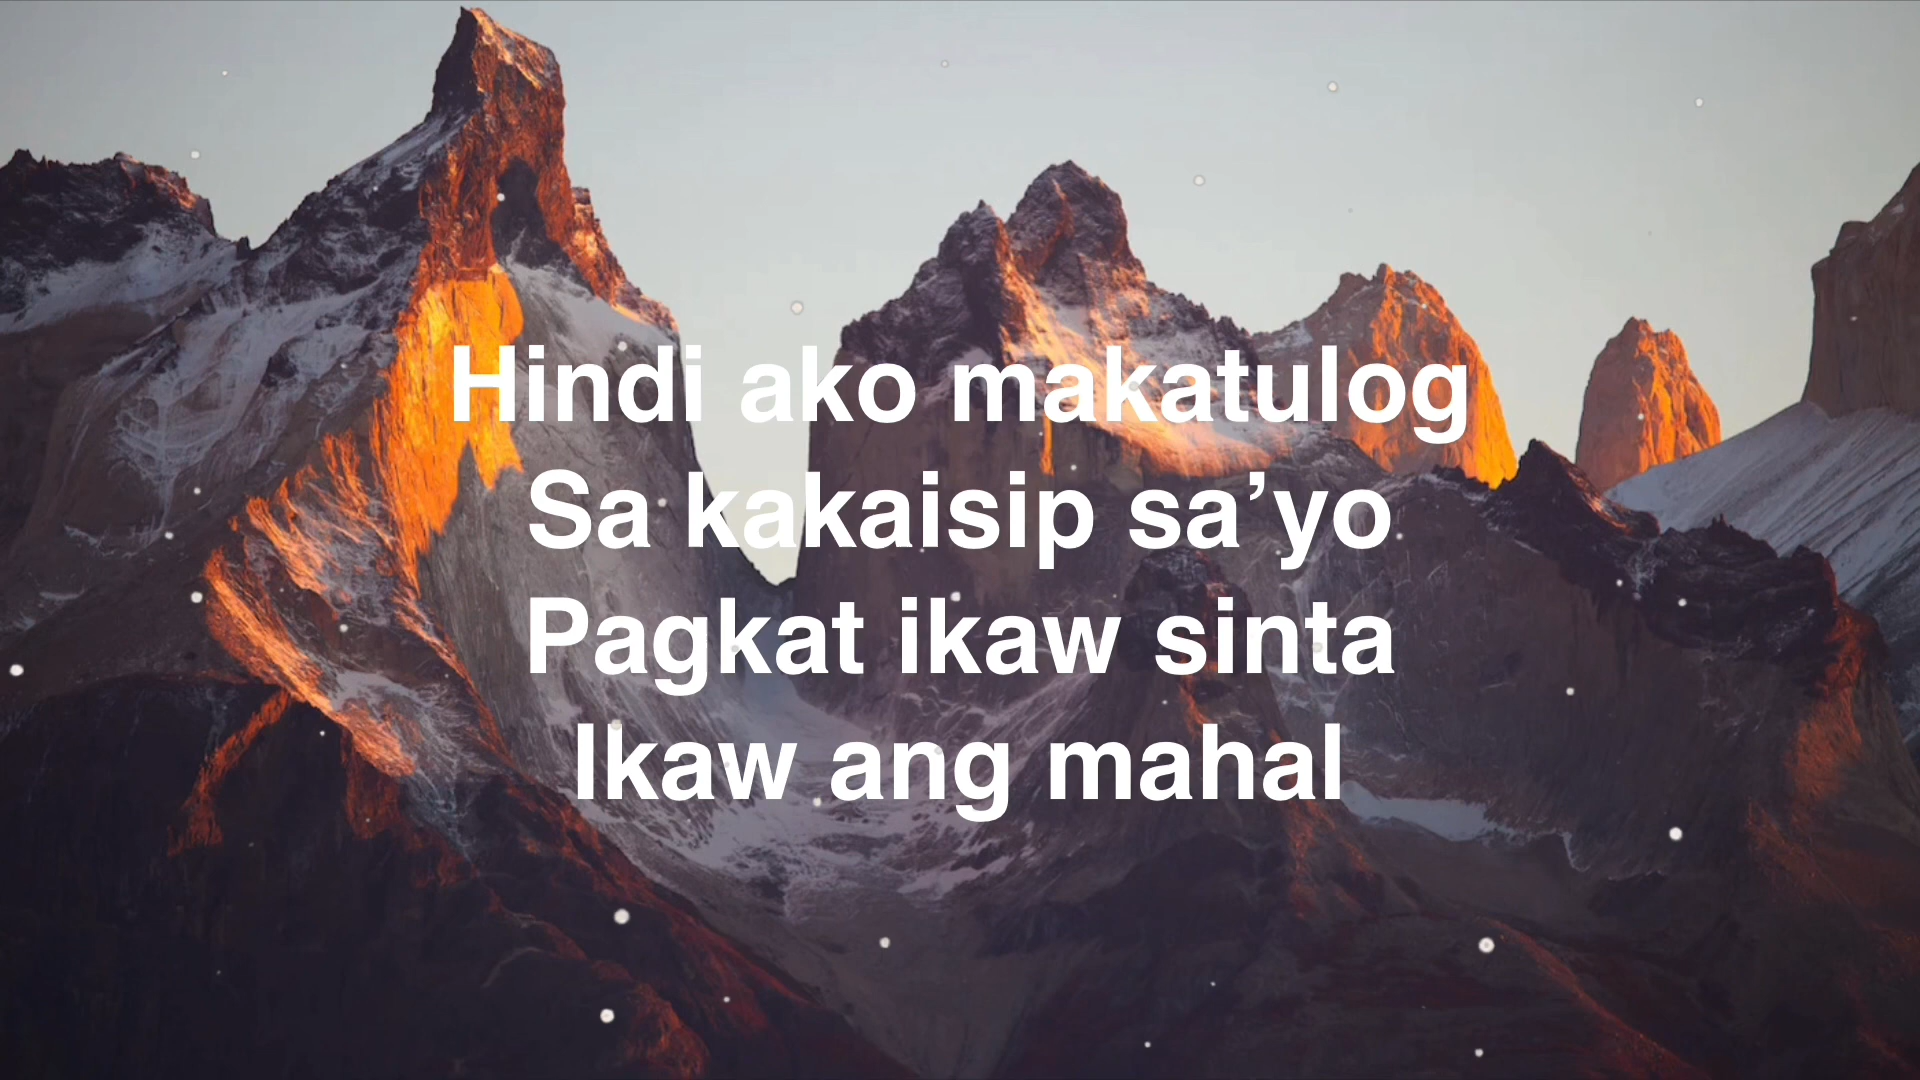 Hindi ako makatulog
Sa kakaisip sa’yo
Pagkat ikaw sinta
Ikaw ang mahal